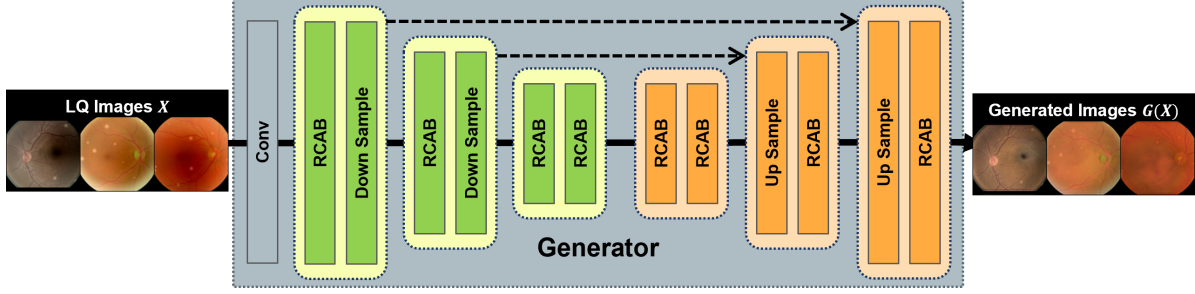 LQ Images X
Conv
RCAB
Down Sample
RCAB
Down Sample
RCAB
RCAB
RCAB
RCAB
Up Sample
RCAB
Up Sample
RCAB
Generated Images G(X)
Generator